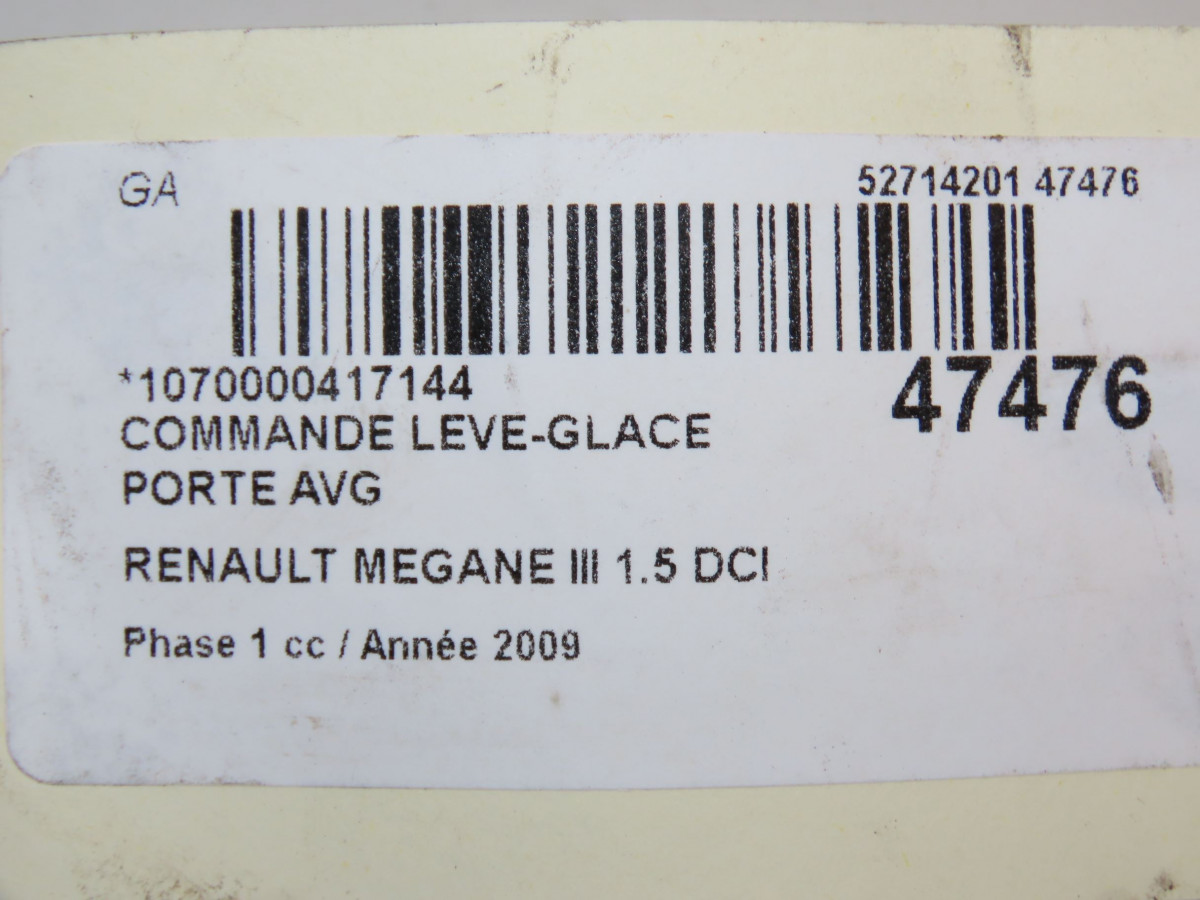 GA
52714201 47476
*1070000417144
47476
COMMANDE LEVE-GLACE
PORTE AVG
RENAULT MEGANE III 1.5 DCI
Phase 1 cc / Année 2009